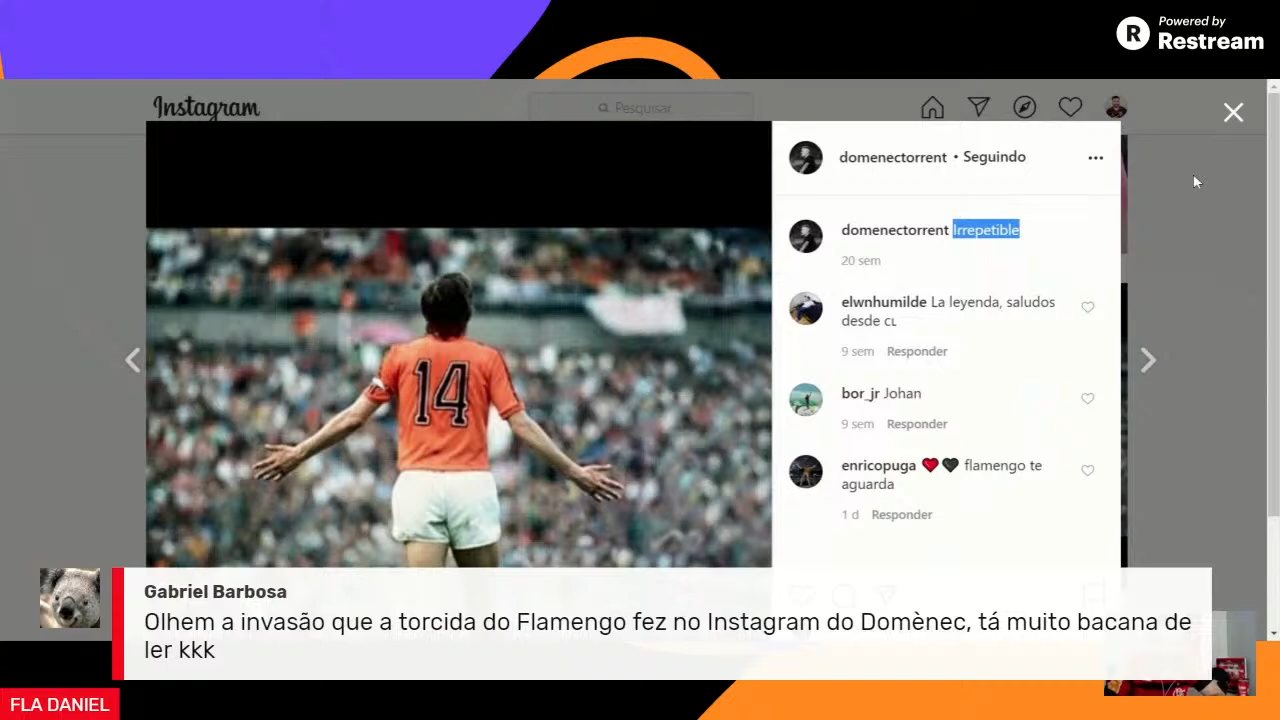 Powered by
R Restream
Instagram
Pesquisar
domenectorrent • Seguindo
domenectorrent Irrepetible
20 sem
elwnhumilde La leyenda, saludos
desde CL
9 sem Responder
bor_jr Johan
9 sem Responder
enricopuga ❤️🖤 flamengo te
aguarda
1 d Responder
14
Gabriel Barbosa
Olhem a invasão que a torcida do Flamengo fez no Instagram do Domènec, tá muito bacana de
ler kkk
FLA DANIEL